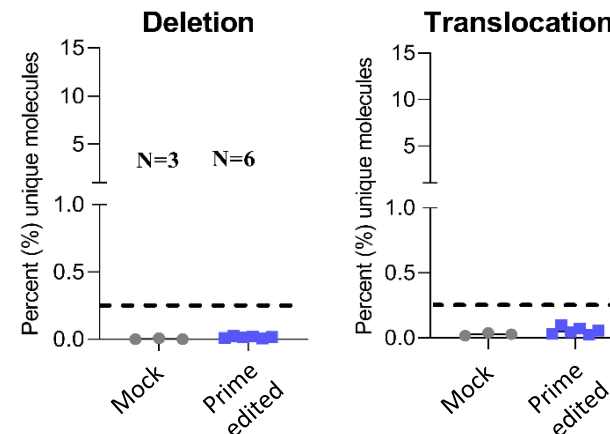 Deletion
Percent (%) unique molecules
15
10
5
N=3 N=6
1.0
0.5
0.0
Mock
Prime
edited
Translocation
Percent (%) unique molecules
15
10
5
1.0
0.5
0.0
Mock
Prime
edited